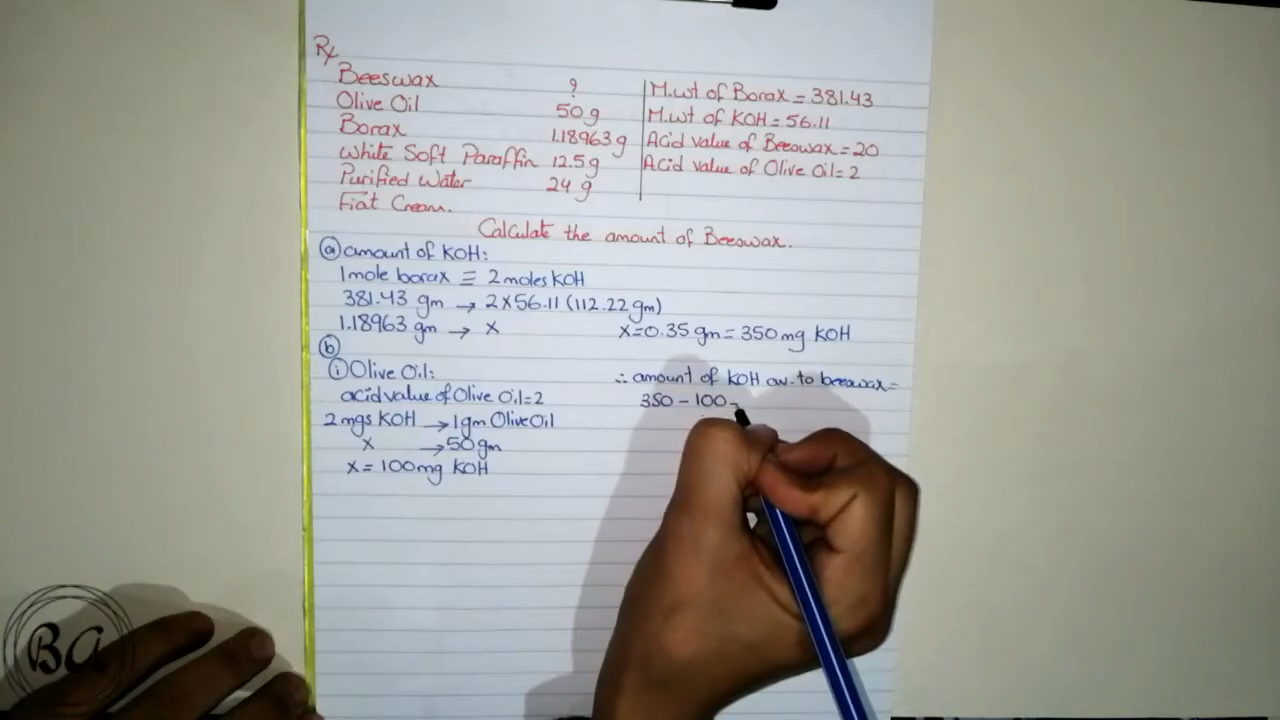 Rx
Beeswax ?
Olive Oil 50 g
Borax 1.18963 g
White Soft Paraffin 12.5 g
Purified Water 24 g
Fiat Cream.
M.wt of Borax = 381.43
M.wt of KOH = 56.11
Acid value of Beeswax = 20
Acid value of Olive Oil = 2
Calculate the amount of Beeswax.
(a) amount of KOH:
1 mole borax ≡ 2 moles KOH
381.43 gm → 2 X 56.11 (112.22 gm)
1.18963 gm → x x = 0.35 gm = 350 mg KOH
(b)
(i) Olive Oil:
acid value of Olive Oil = 2
2 mgs KOH → 1 gm Olive Oil
x → 50 gm
x = 100 mg KOH
∴ amount of KOH av. to beeswax =
350 - 100 -
BA